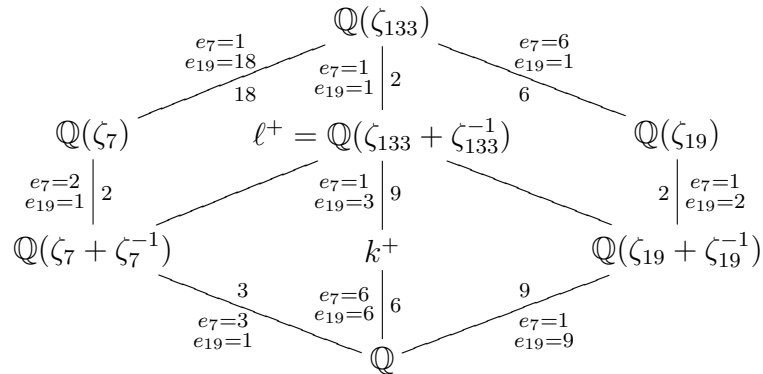 ℚ(ζ₁₃₃)
e₇=1 e₇=6
e₁₉=18 e₇=1 e₁₉=1
e₁₉=1 2
18 6
ℚ(ζ₇) ℓ⁺ = ℚ(ζ₁₃₃ + ζ₁₃₃⁻¹) ℚ(ζ₁₉)
e₇=2 e₇=1 e₇=1
e₁₉=1 2 e₁₉=3 9 2 e₁₉=2
ℚ(ζ₇ + ζ₇⁻¹) k⁺ ℚ(ζ₁₉ + ζ₁₉⁻¹)
3 e₇=6 9
e₇=3 e₁₉=6 6 e₇=1
e₁₉=1 e₁₉=9
ℚ